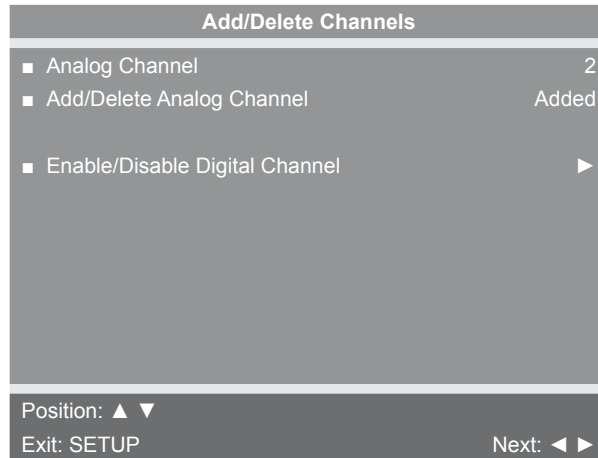 Add/Delete Channels
■ Analog Channel 2
■ Add/Delete Analog Channel Added
■ Enable/Disable Digital Channel ►
Position: ▲ ▼
Exit: SETUP Next: ◄ ►